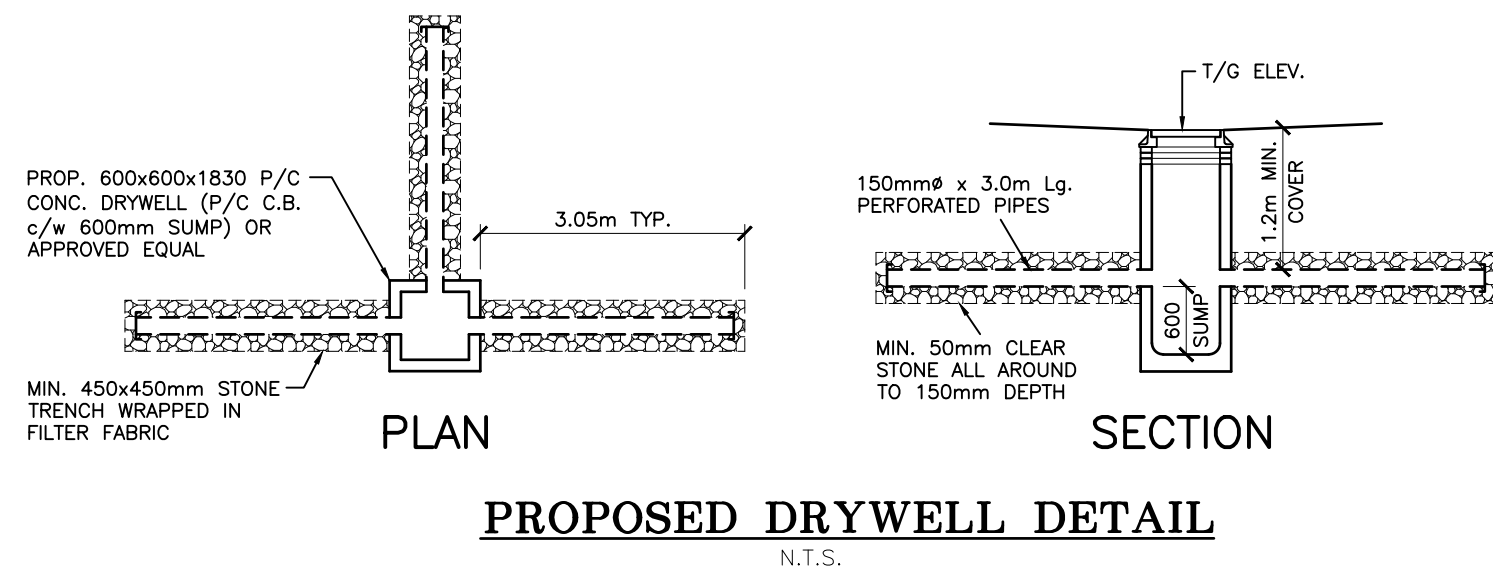 PROP. 600x600x1830 P/C
CONC. DRYWELL (P/C C.B.
c/w 600mm SUMP) OR
APPROVED EQUAL
3.05m TYP.
MIN. 450x450mm STONE
TRENCH WRAPPED IN
FILTER FABRIC
PLAN
T/G ELEV.
150mmø x 3.0m Lg.
PERFORATED PIPES
1.2m MIN.
COVER
600
SUMP
MIN. 50mm CLEAR
STONE ALL AROUND
TO 150mm DEPTH
SECTION
PROPOSED DRYWELL DETAIL
N.T.S.